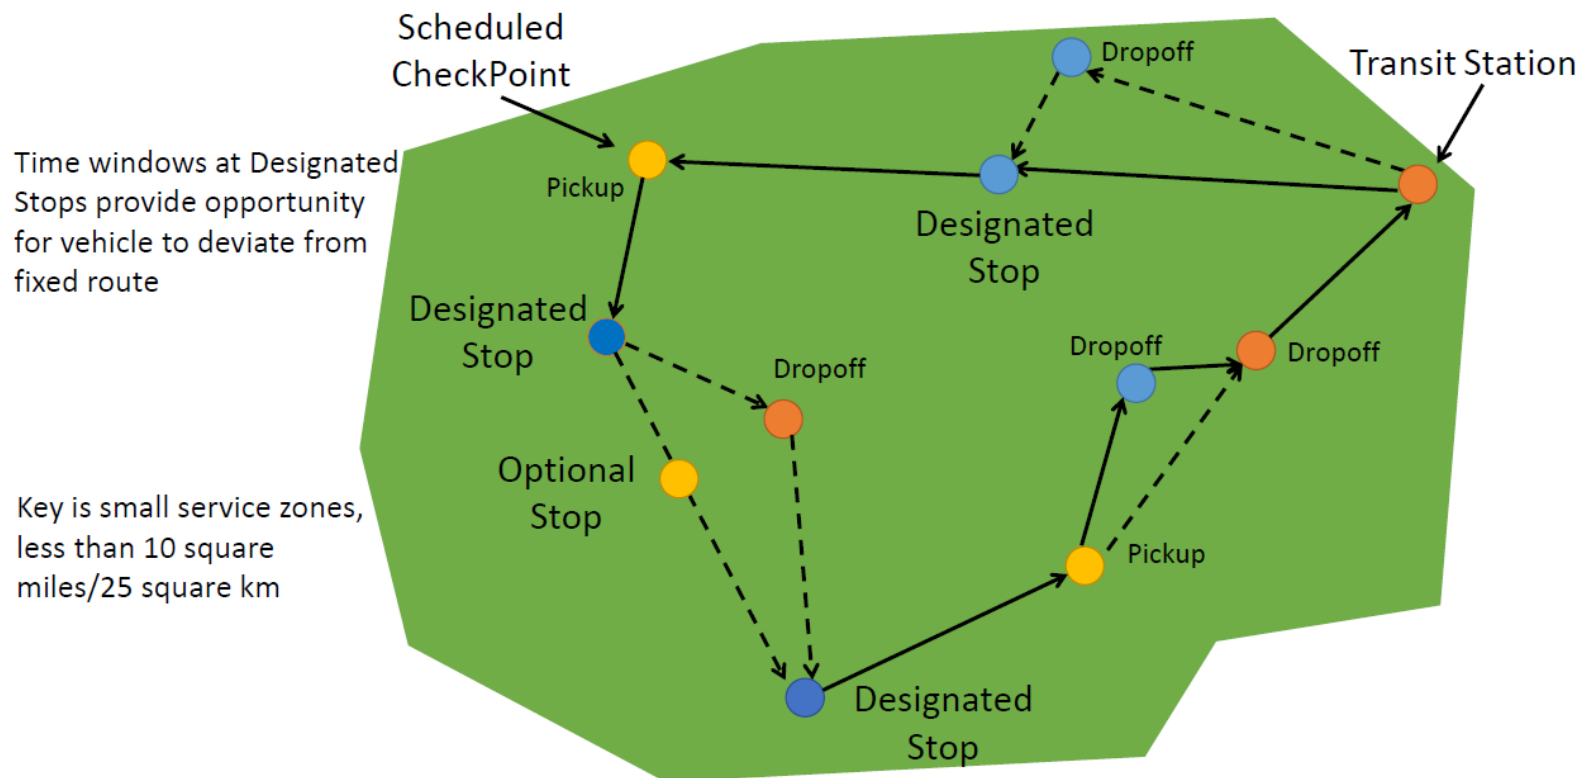 Scheduled
CheckPoint
Dropoff
Transit Station
Time windows at Designated
Stops provide opportunity
for vehicle to deviate from
fixed route
Pickup
Designated
Stop
Designated
Stop
Dropoff
Dropoff
Dropoff
Optional
Stop
Key is small service zones,
less than 10 square
miles/25 square km
Pickup
Designated
Stop